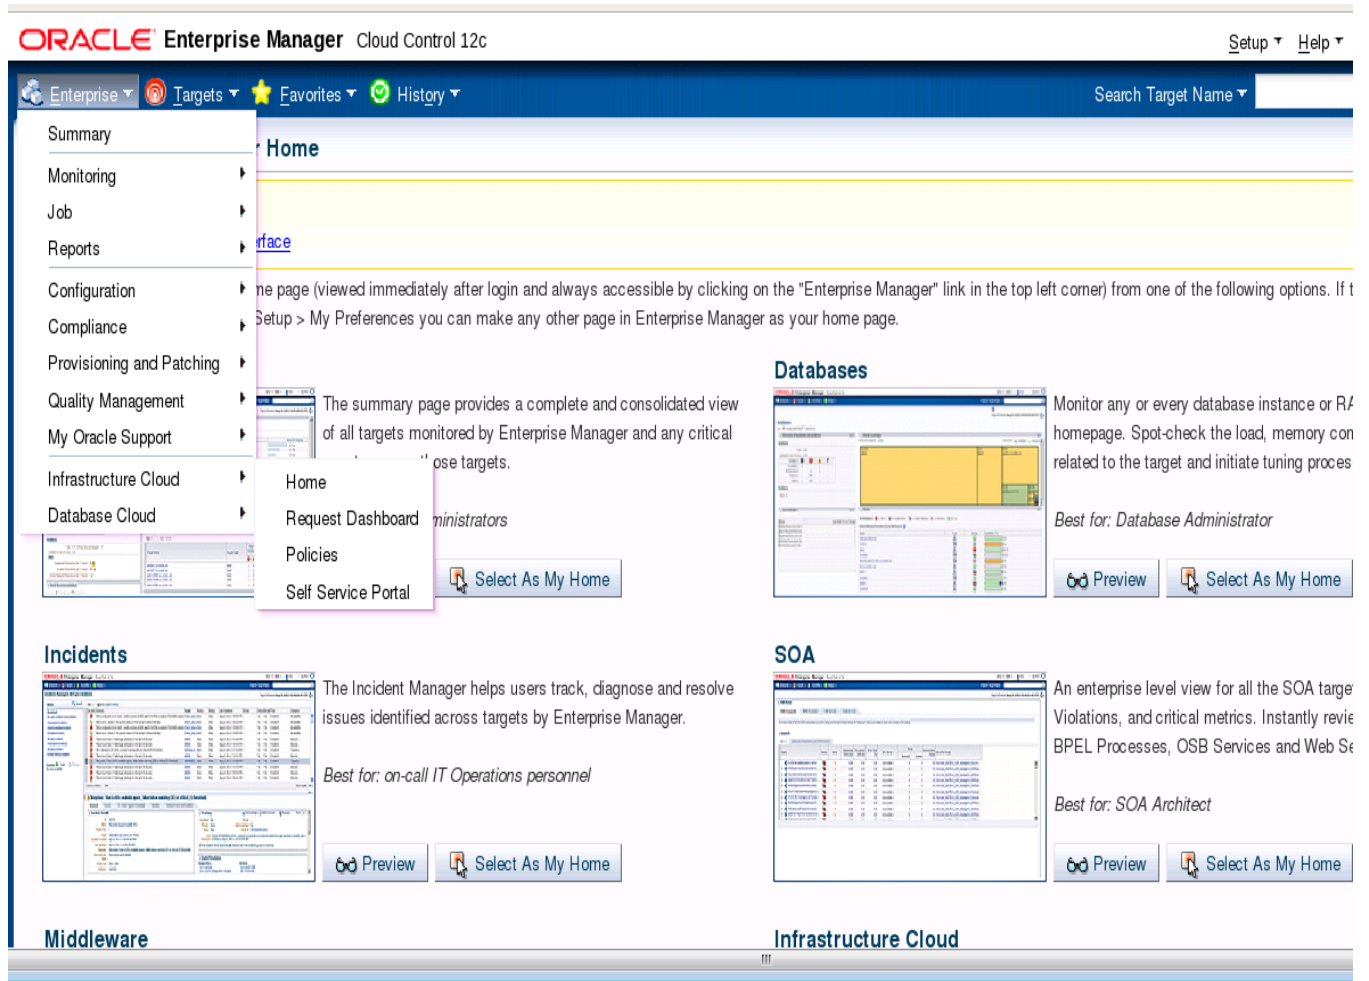 ORACLE Enterprise Manager Cloud Control 12c
Setup Help
Enterprise Targets Favorites History Search Target Name
Summary
Monitoring
Job
Reports
Configuration
Compliance
Provisioning and Patching
Quality Management
My Oracle Support
Infrastructure Cloud
Database Cloud
Home
Request Dashboard
Policies
Self Service Portal
r Home
erface
me page (viewed immediately after login and always accessible by clicking on the "Enterprise Manager" link in the top left corner) from one of the following options. If t
Setup > My Preferences you can make any other page in Enterprise Manager as your home page.
The summary page provides a complete and consolidated view
of all targets monitored by Enterprise Manager and any critical
ose targets.
ministrators
Select As My Home
Databases
Monitor any or every database instance or RA
homepage. Spot-check the load, memory con
related to the target and initiate tuning proces
Best for: Database Administrator
Preview Select As My Home
Incidents
The Incident Manager helps users track, diagnose and resolve
issues identified across targets by Enterprise Manager.
Best for: on-call IT Operations personnel
Preview Select As My Home
SOA
An enterprise level view for all the SOA targe
Violations, and critical metrics. Instantly revie
BPEL Processes, OSB Services and Web Se
Best for: SOA Architect
Preview Select As My Home
Middleware
Infrastructure Cloud